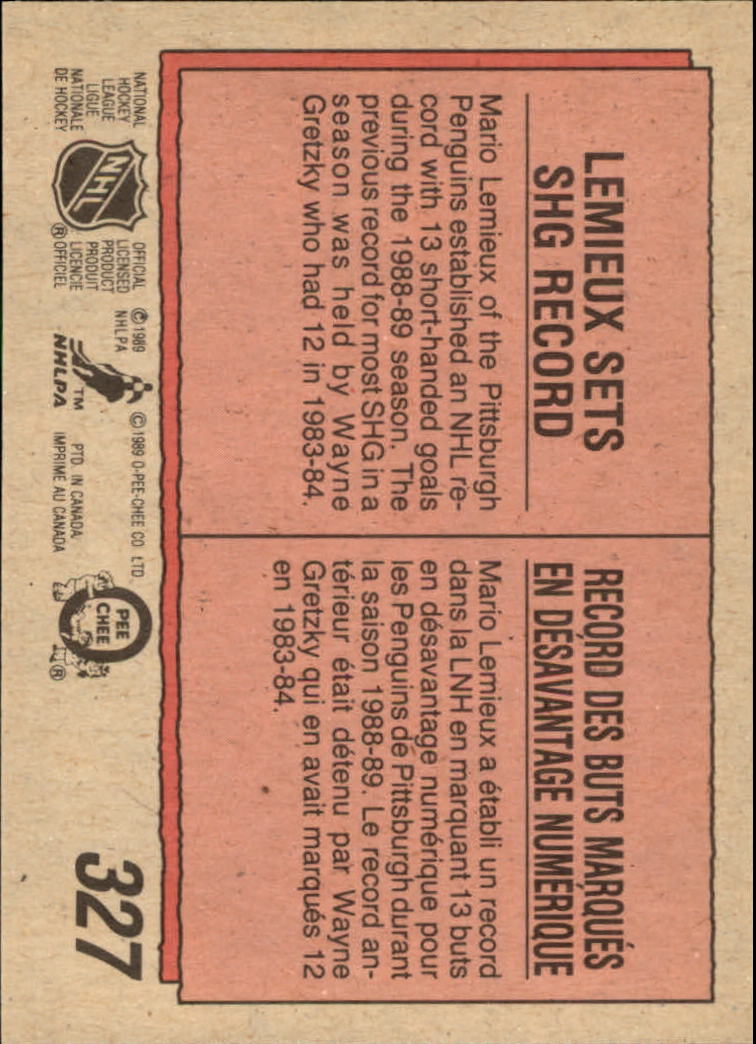 LEMIEUX SETS
SHG RECORD
Mario Lemieux of the Pittsburgh
Penguins established an NHL re-
cord with 13 short-handed goals
during the 1988-89 season. The
previous record for most SHG in a
season was held by Wayne
Gretzky who had 12 in 1983-84.
RECORD DES BUTS MARQUÉS
EN DÉSAVANTAGE NUMÉRIQUE
Mario Lemieux a établi un record
dans la LNH en marquant 13 buts
en désavantage numérique pour
les Penguins de Pittsburgh durant
la saison 1988-89. Le record an-
térieur était détenu par Wayne
Gretzky qui en avait marqués 12
en 1983-84.
NATIONAL
HOCKEY
LEAGUE
LIGUE
NATIONALE
DE HOCKEY
NHL
OFFICIAL
LICENSED
PRODUCT
PRODUIT
LICENCIE
® OFFICIEL
© 1989
NHLPA
TM
NHLPA
© 1989 O-PEE-CHEE CO. LTD.
PTD. IN CANADA
IMPRIME AU CANADA
PEE
CHEE
®
327